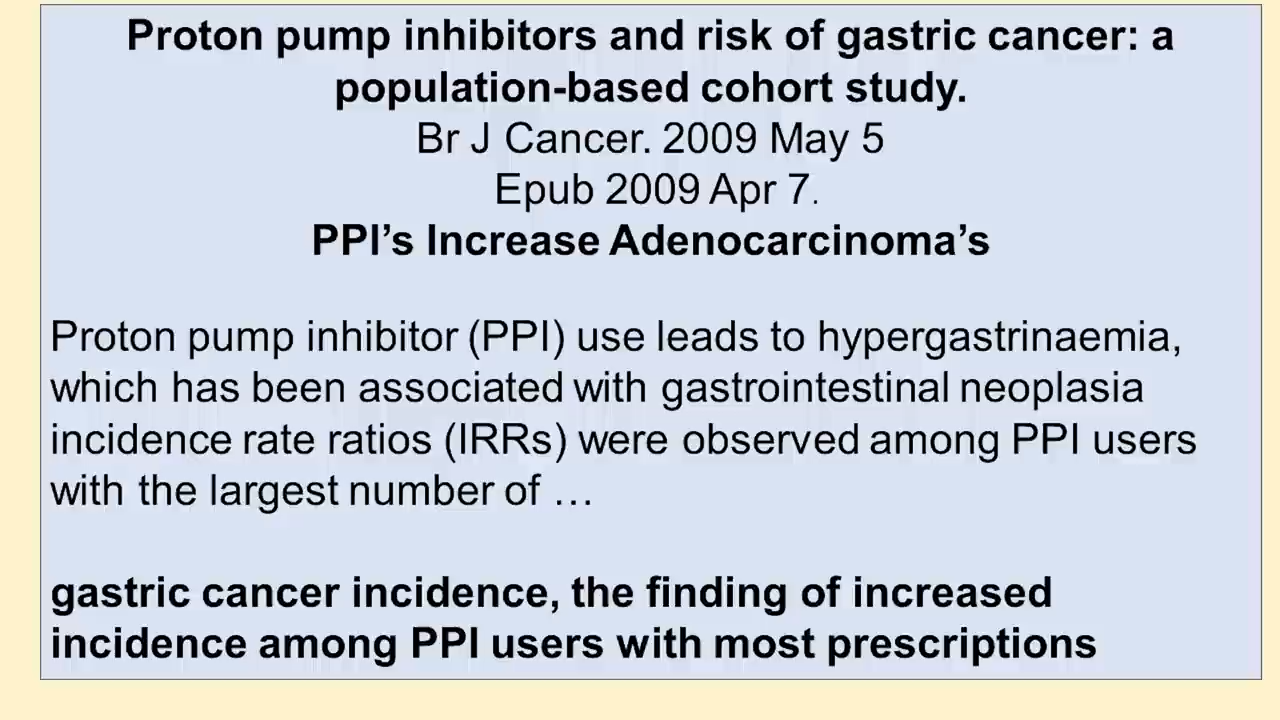 Proton pump inhibitors and risk of gastric cancer: a
population-based cohort study.
Br J Cancer. 2009 May 5
Epub 2009 Apr 7.
PPI’s Increase Adenocarcinoma’s
Proton pump inhibitor (PPI) use leads to hypergastrinaemia,
which has been associated with gastrointestinal neoplasia
incidence rate ratios (IRRs) were observed among PPI users
with the largest number of …
gastric cancer incidence, the finding of increased
incidence among PPI users with most prescriptions